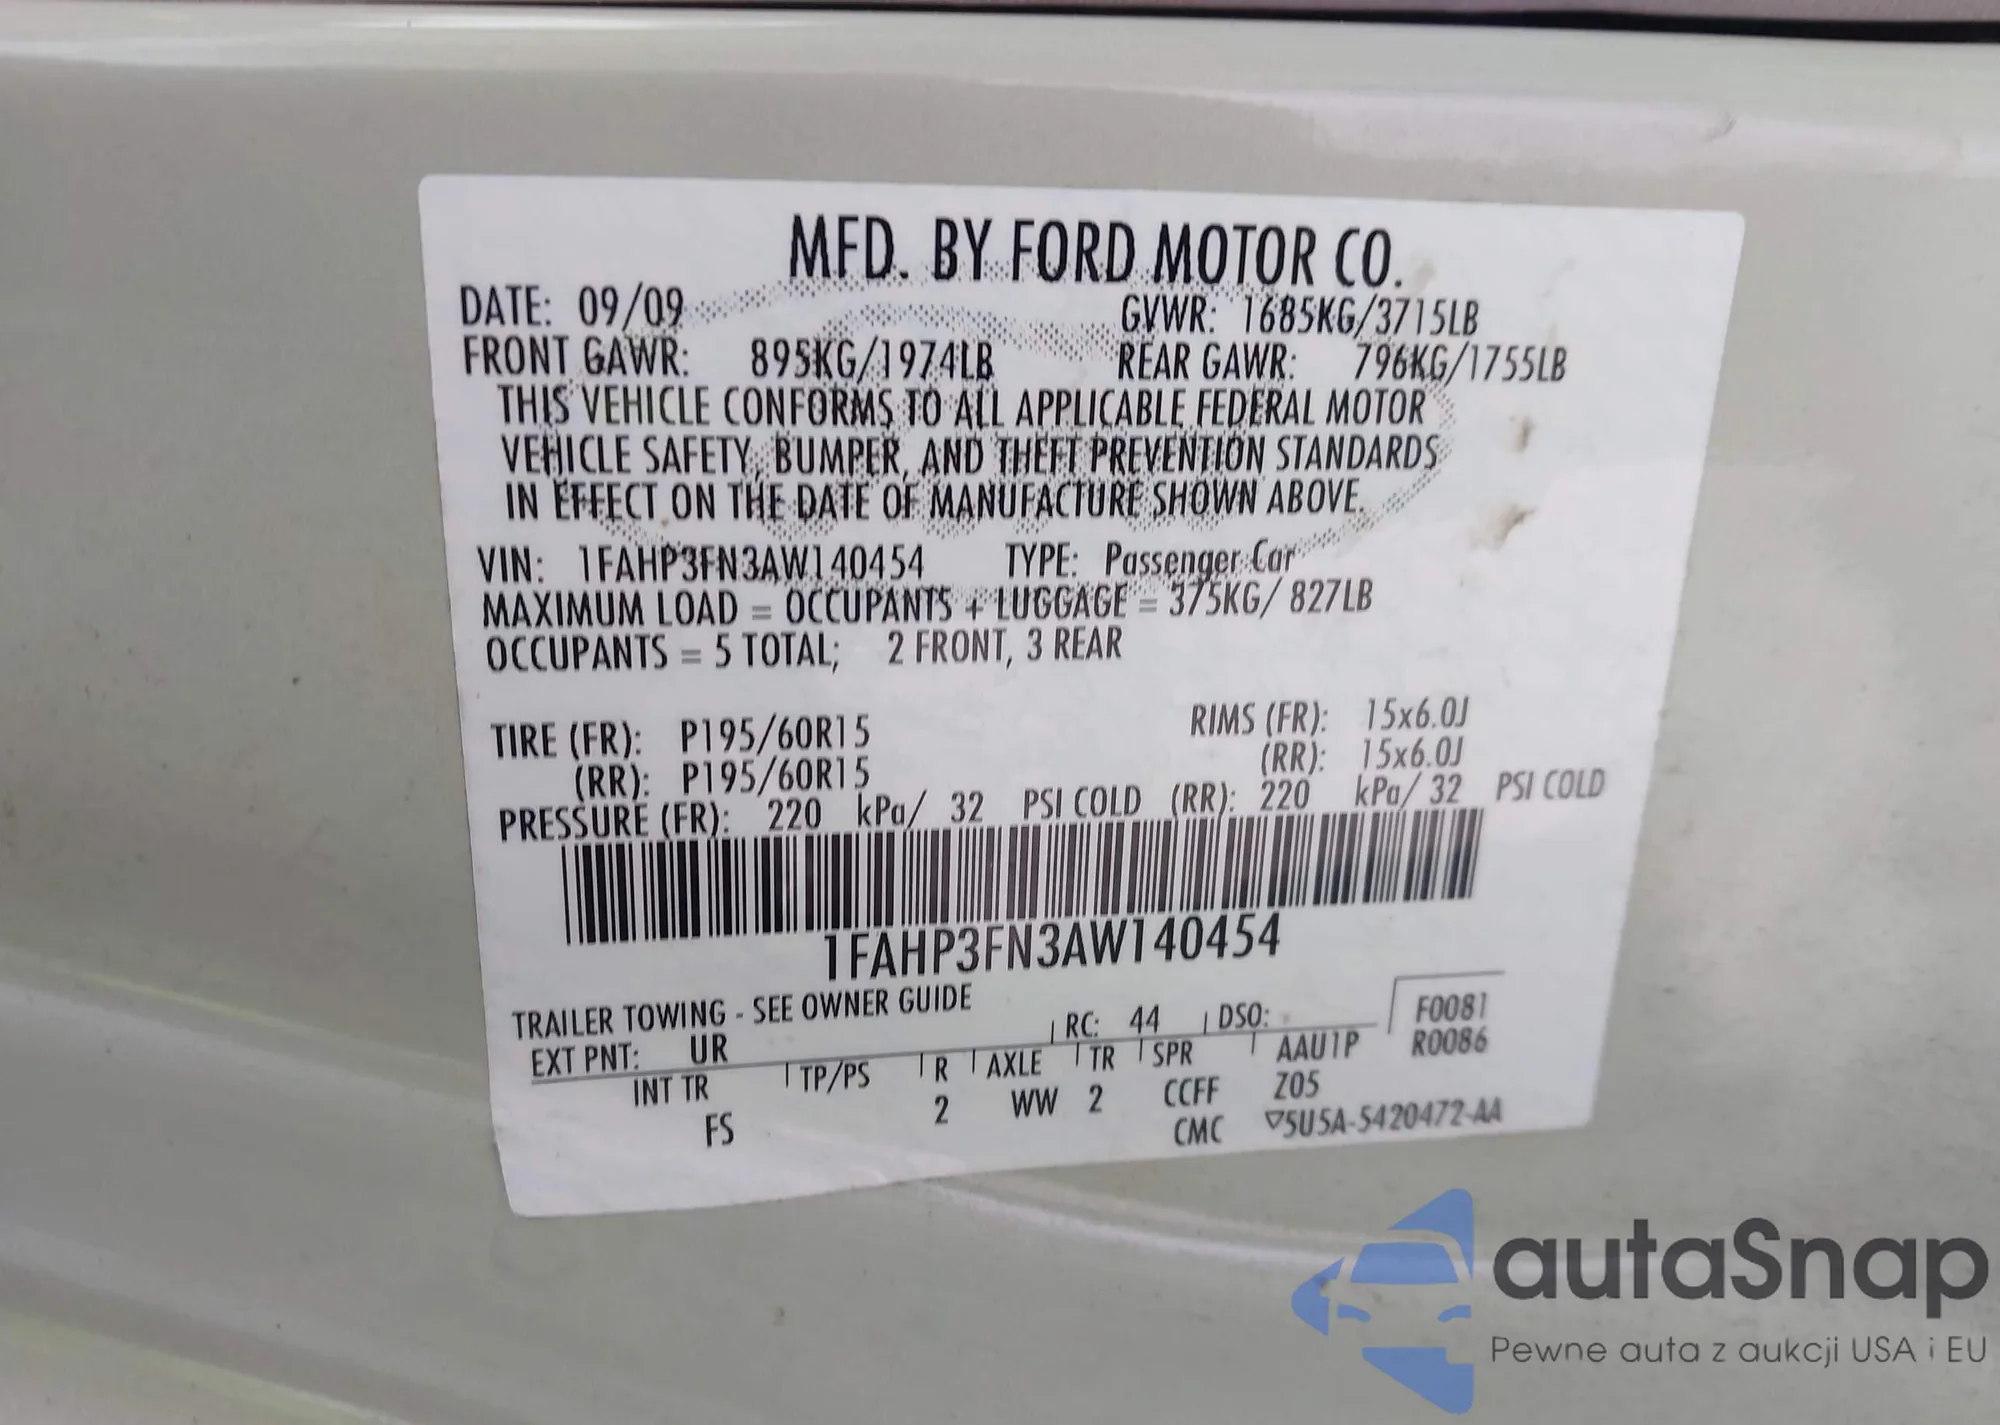 MFD. BY FORD MOTOR CO.
DATE: 09/09 GVWR: 1685KG/3715LB
FRONT GAWR: 895KG/1974LB REAR GAWR: 796KG/1755LB
THIS VEHICLE CONFORMS TO ALL APPLICABLE FEDERAL MOTOR
VEHICLE SAFETY, BUMPER, AND THEFT PREVENTION STANDARDS
IN EFFECT ON THE DATE OF MANUFACTURE SHOWN ABOVE.
VIN: 1FAHP3FN3AW140454 TYPE: Passenger Car
MAXIMUM LOAD = OCCUPANTS + LUGGAGE = 375KG/ 827LB
OCCUPANTS = 5 TOTAL; 2 FRONT, 3 REAR
TIRE (FR): P195/60R15 RIMS (FR): 15x6.0J
(RR): P195/60R15 (RR): 15x6.0J
PRESSURE (FR): 220 kPa/ 32 PSI COLD (RR): 220 kPa/ 32 PSI COLD
1FAHP3FN3AW140454
TRAILER TOWING - SEE OWNER GUIDE
EXT PNT: UR RC: 44 DSO: F0081
INT TR TP/PS R AXLE TR SPR AAU1P R0086
FS 2 WW 2 CCFF Z05
CMC ▽5U5A-5420472-AA
autaSnap
Pewne auta z aukcji USA i EU